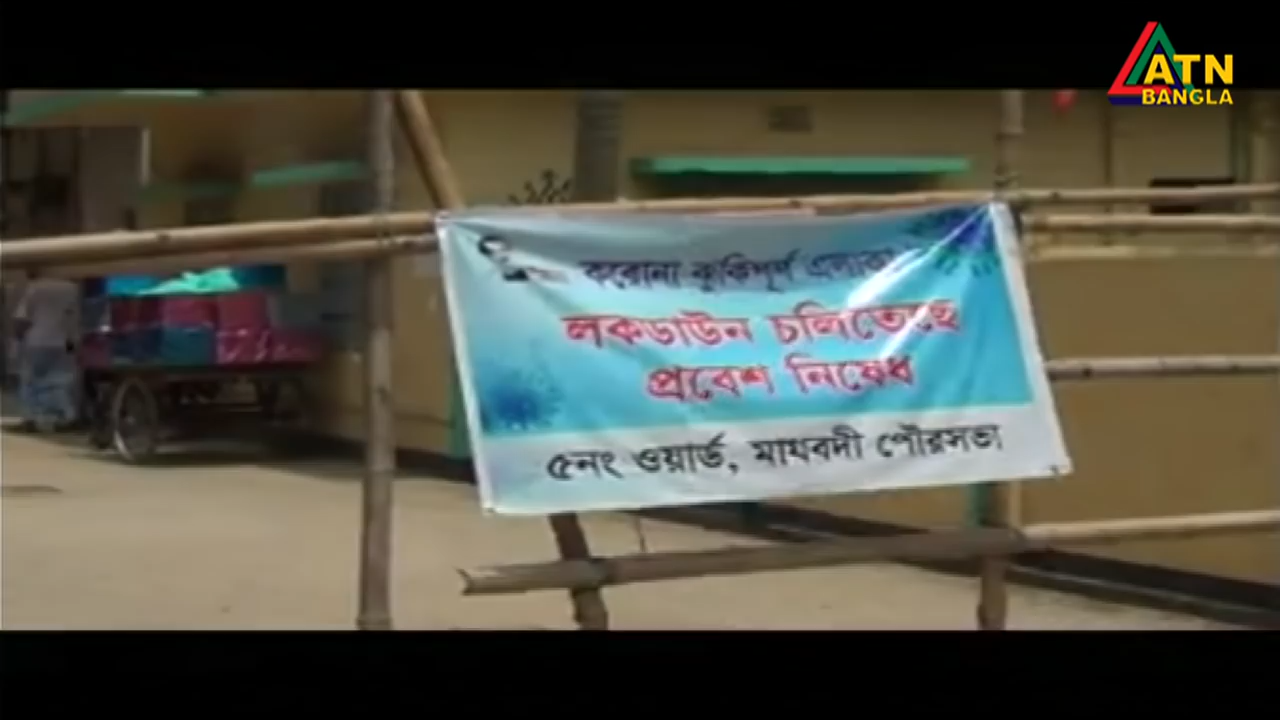 ATN
BANGLA
করোনা ঝুকিপূর্ণ এলাকা
লকডাউন চলিতেছে
প্রবেশ নিষেধ
৫নং ওয়ার্ড, মাধবদী পৌরসভা